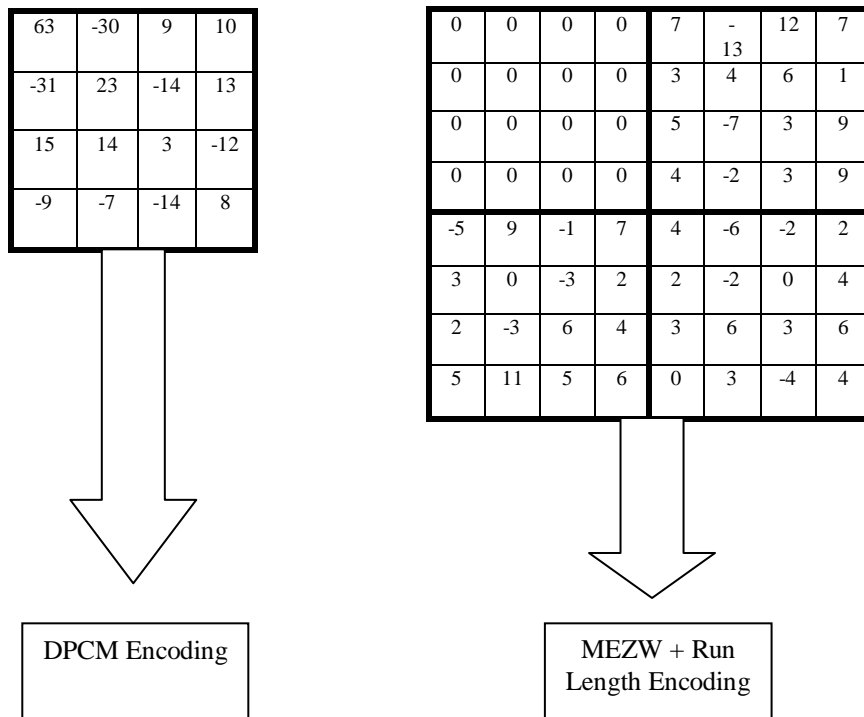 63 -30 9 10
-31 23 -14 13
15 14 3 -12
-9 -7 -14 8
DPCM Encoding
0 0 0 0 7 -
13 12 7
0 0 0 0 3 4 6 1
0 0 0 0 5 -7 3 9
0 0 0 0 4 -2 3 9
-5 9 -1 7 4 -6 -2 2
3 0 -3 2 2 -2 0 4
2 -3 6 4 3 6 3 6
5 11 5 6 0 3 -4 4
MEZW + Run
Length Encoding